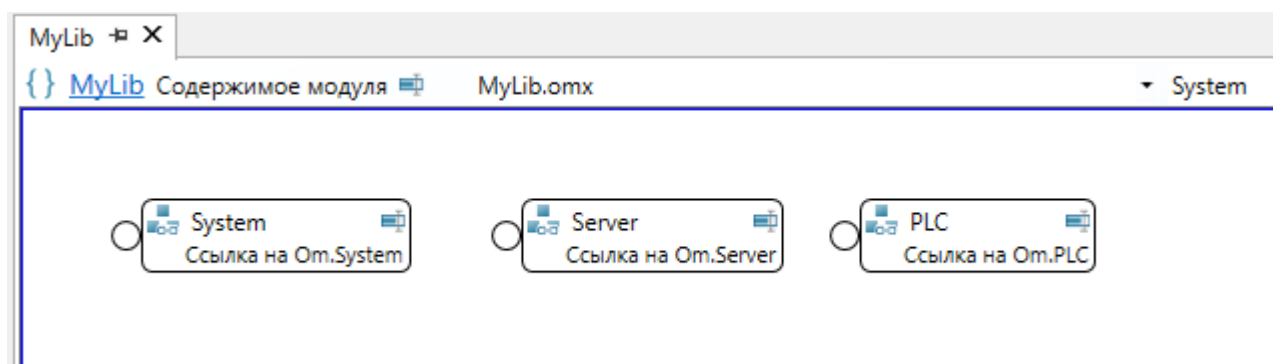 MyLib
{ } MyLib Содержимое модуля MyLib.omx System
System
Ссылка на Om.System
Server
Ссылка на Om.Server
PLC
Ссылка на Om.PLC